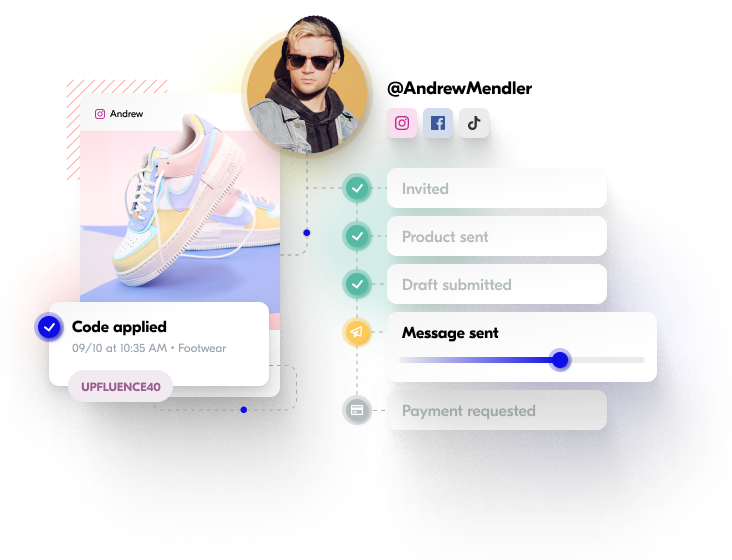 @AndrewMendler
Andrew
Invited
Product sent
Draft submitted
Code applied
09/10 at 10:35 AM • Footwear
UPFLUENCE40
Message sent
Payment requested